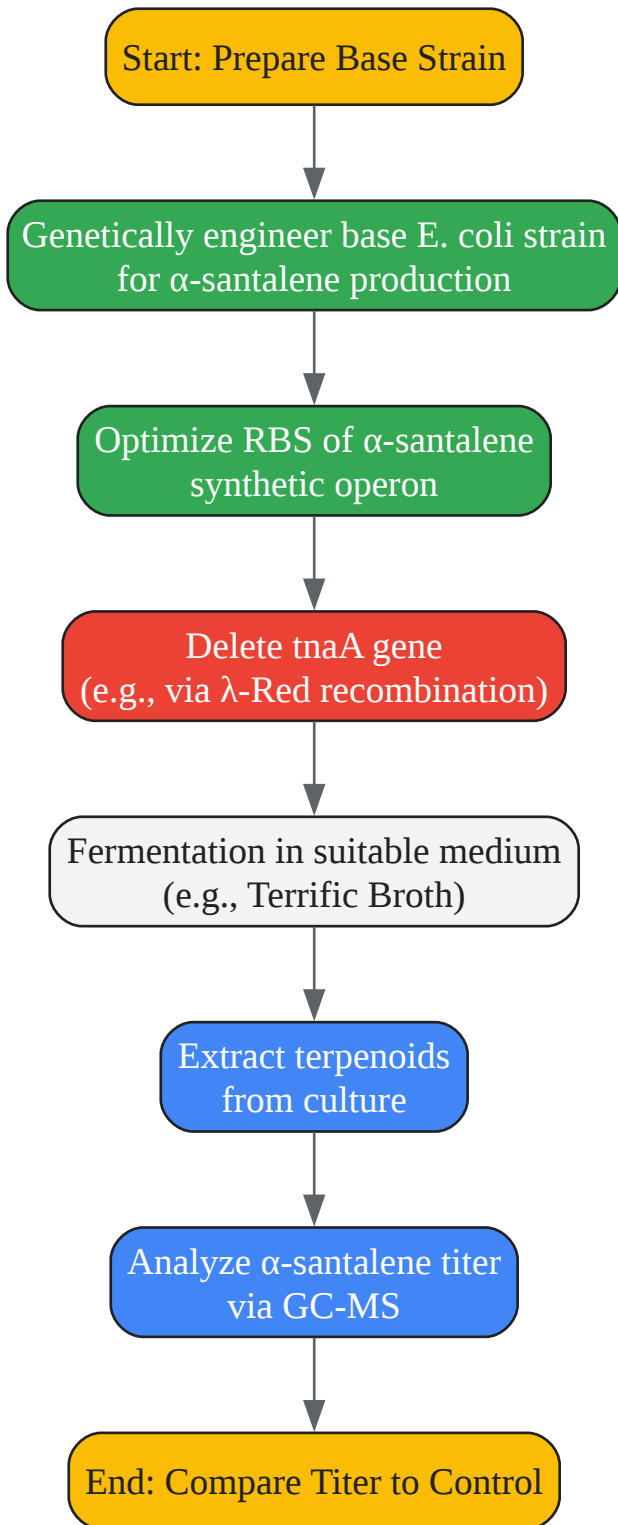 Start: Prepare Base Strain
Genetically engineer base E. coli strain
for α-santalene production
Optimize RBS of α-santalene
synthetic operon
Delete tnaA gene
(e.g., via λ-Red recombination)
Fermentation in suitable medium
(e.g., Terrific Broth)
Extract terpenoids
from culture
Analyze α-santalene titer
via GC-MS
End: Compare Titer to Control